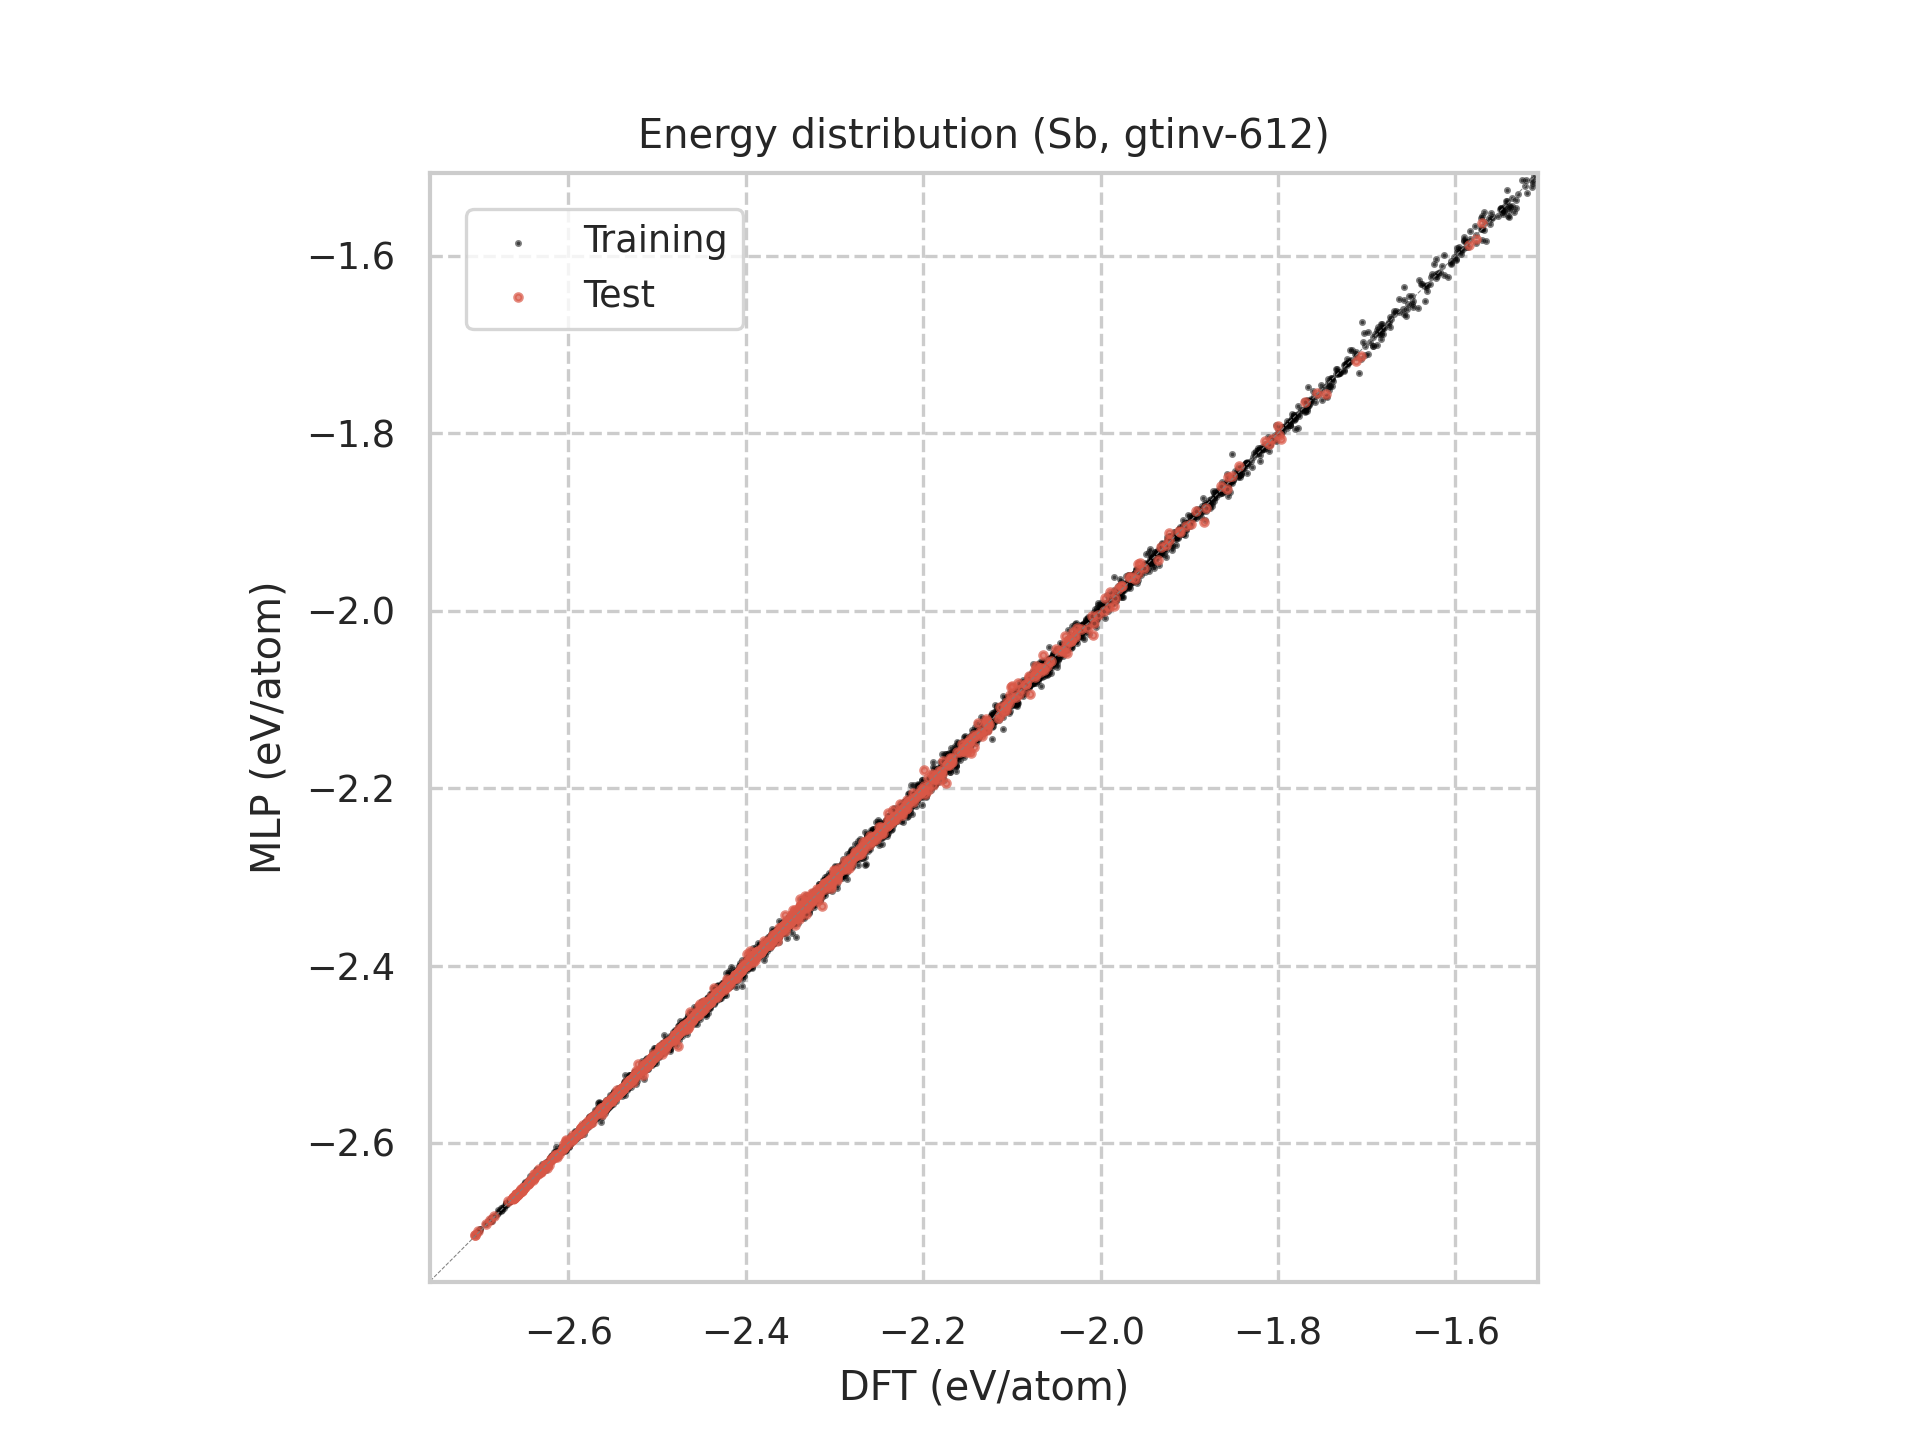 Energy distribution (Sb, gtinv-612)
Training
Test
−1.6
−1.8
−2.0
−2.2
−2.4
−2.6
MLP (eV/atom)
−2.6
−2.4
−2.2
−2.0
−1.8
−1.6
DFT (eV/atom)